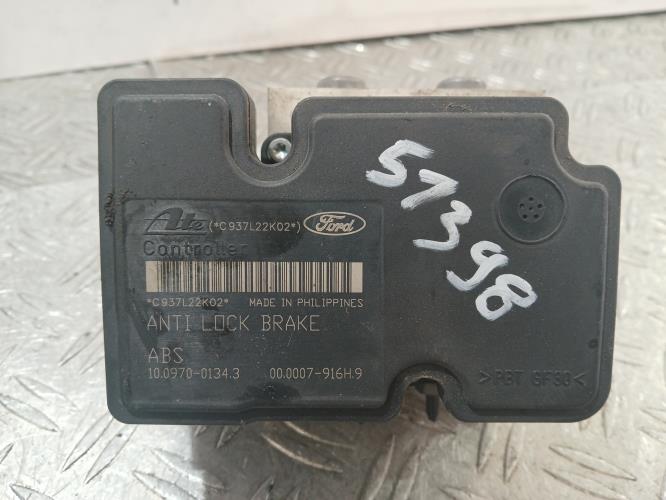 Ate (*C937L22K02*) Ford
Controller
*C937L22K02* MADE IN PHILIPPINES
ANTI LOCK BRAKE
ABS
10.0970-0134.3 00.0007-916H.9
51398
>PBT GF30<